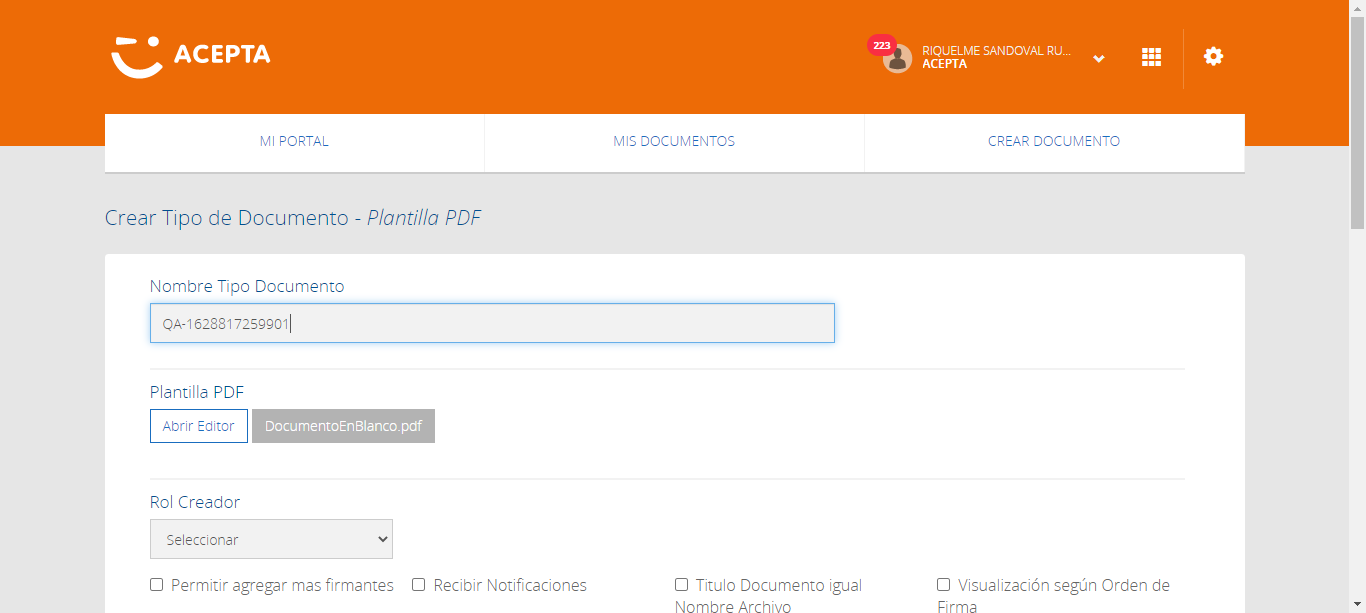 ACEPTA
223
RIQUELME SANDOVAL RU...
ACEPTA
MI PORTAL
MIS DOCUMENTOS
CREAR DOCUMENTO
Crear Tipo de Documento - Plantilla PDF
Nombre Tipo Documento
QA-1628817259901
Plantilla PDF
Abrir Editor
DocumentoEnBlanco.pdf
Rol Creador
Seleccionar
Permitir agregar mas firmantes
Recibir Notificaciones
Titulo Documento igual
Nombre Archivo
Visualización según Orden de
Firma